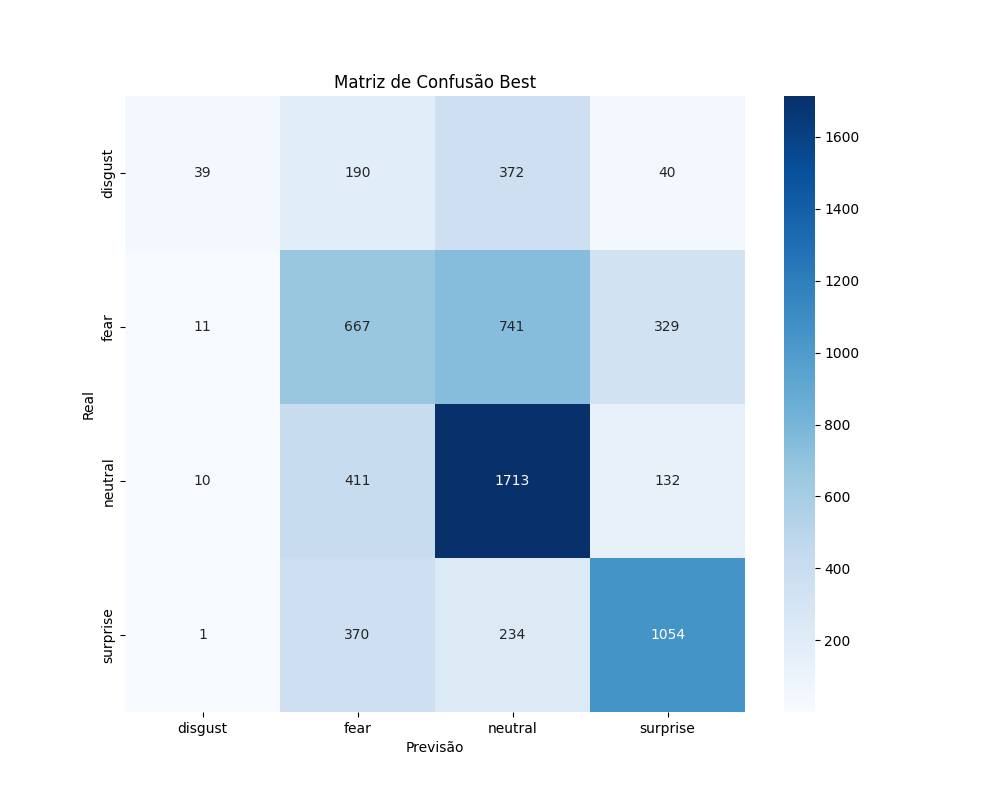 Matriz de Confusão Best
disgust
39
190
372
40
fear
11
667
741
329
neutral
10
411
1713
132
surprise
1
370
234
1054
Real
disgust
fear
neutral
surprise
Previsão
1600
1400
1200
1000
800
600
400
200